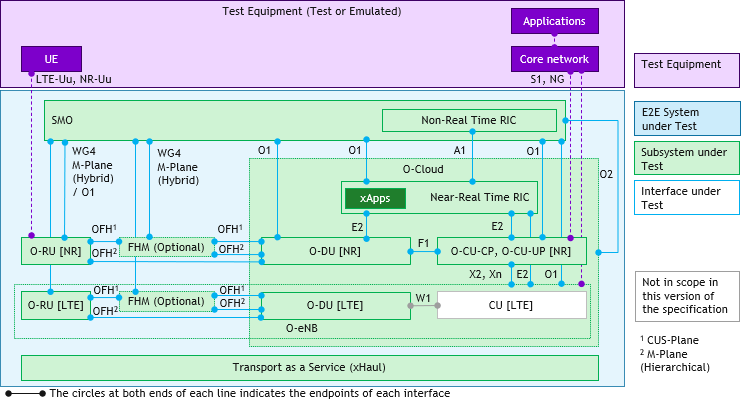 Test Equipment (Test or Emulated)
Applications
UE
Core network
LTE-Uu, NR-Uu
S1, NG
Test Equipment
SMO
Non-Real Time RIC
E2E System
under Test
WG4
M-Plane
(Hybrid)
/ O1
WG4
M-Plane
(Hybrid)
O1
O1
A1
O1
O2
Subsystem under
Test
O-Cloud
xApps
Near-Real Time RIC
Interface under
Test
E2
E2
OFH¹
OFH¹
O-RU [NR]
FHM (Optional)
O-DU [NR]
F1
O-CU-CP, O-CU-UP [NR]
OFH²
OFH²
X2, Xn
E2
O1
OFH¹
OFH¹
O-RU [LTE]
FHM (Optional)
O-DU [LTE]
W1
CU [LTE]
OFH²
OFH²
O-eNB
Not in scope in
this version of
the specification
¹ CUS-Plane
² M-Plane
(Hierarchical)
Transport as a Service (xHaul)
The circles at both ends of each line indicates the endpoints of each interface